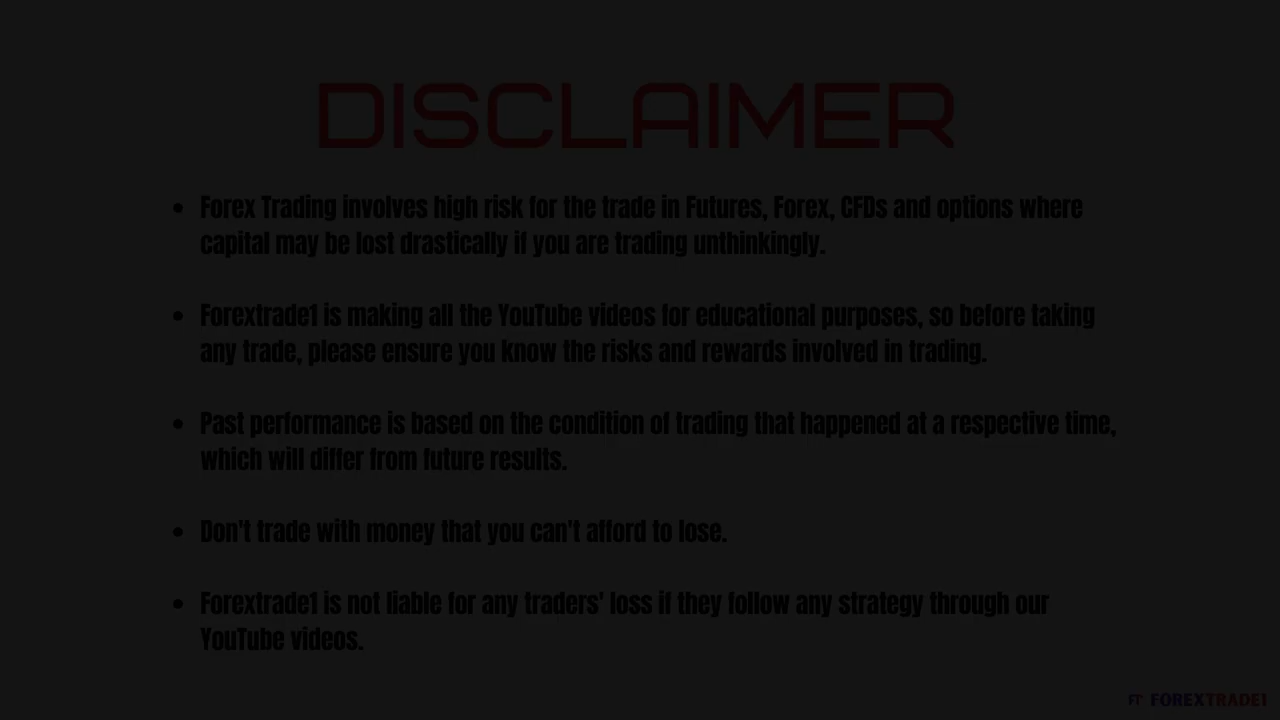 DISCLAIMER
• Forex Trading involves high risk for the trade in Futures, Forex, CFDs and options where
capital may be lost drastically if you are trading unthinkingly.
• Forextrade1 is making all the YouTube videos for educational purposes, so before taking
any trade, please ensure you know the risks and rewards involved in trading.
• Past performance is based on the condition of trading that happened at a respective time,
which will differ from future results.
• Don't trade with money that you can't afford to lose.
• Forextrade1 is not liable for any traders' loss if they follow any strategy through our
YouTube videos.
FT FOREXTRADE1